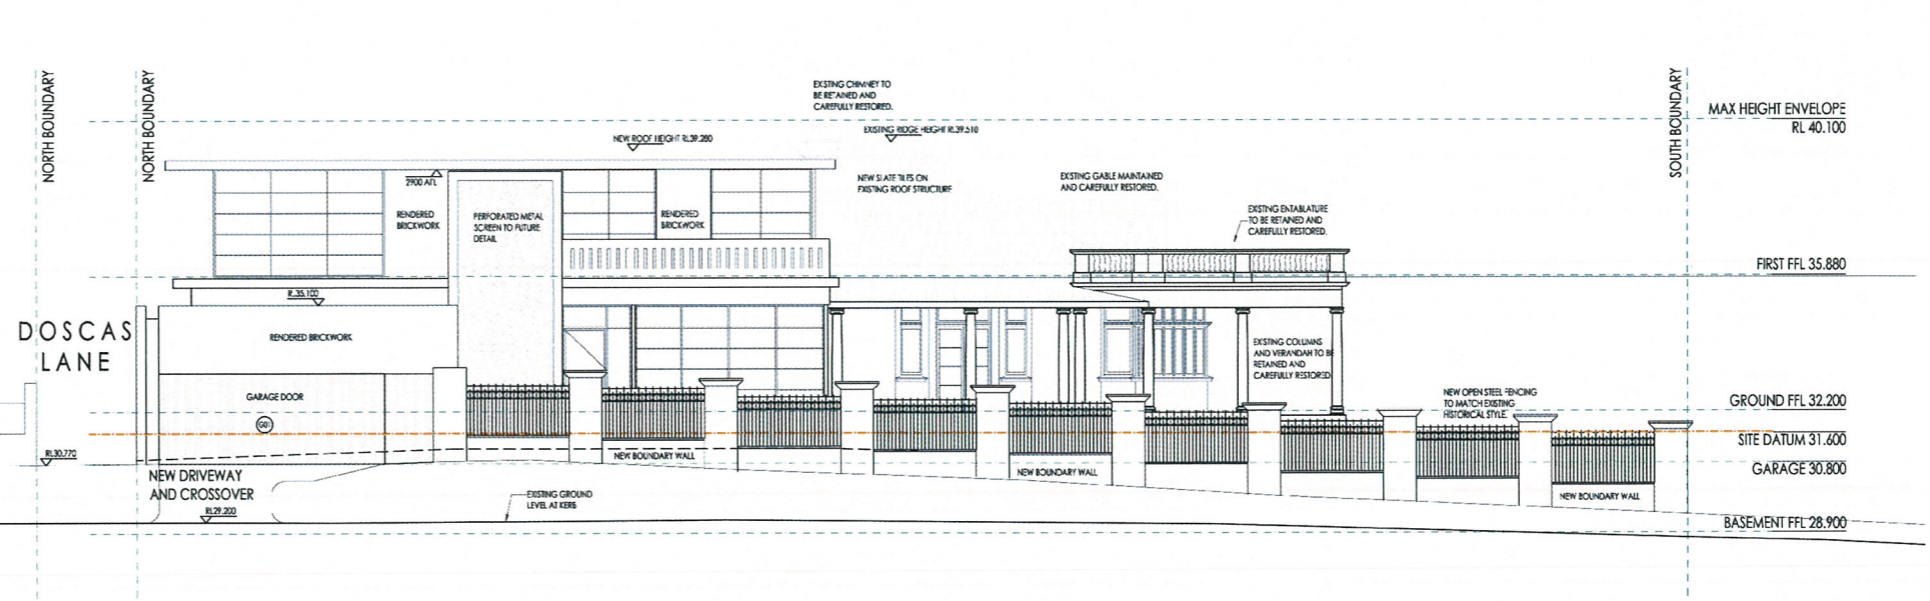 NORTH BOUNDARY
NORTH BOUNDARY
EXISTING CHIMNEY TO
BE RETAINED AND
CAREFULLY RESTORED.
SOUTH BOUNDARY
MAX HEIGHT ENVELOPE
RL 40.100
NEW ROOF HEIGHT RL39.280
EXISTING RIDGE HEIGHT RL39.510
2900 AFL
NEW SLATE TILES ON
EXISTING ROOF STRUCTURE
EXISTING GABLE MAINTAINED
AND CAREFULLY RESTORED.
RENDERED
BRICKWORK
PERFORATED METAL
SCREEN TO FUTURE
DETAIL
RENDERED
BRICKWORK
EXISTING ENTABLATURE
TO BE RETAINED AND
CAREFULLY RESTORED.
FIRST FFL 35.880
RL35.100
DOSCAS
LANE
RENDERED BRICKWORK
EXISTING COLUMNS
AND VERANDAH TO BE
RETAINED AND
CAREFULLY RESTORED
GARAGE DOOR
G01
NEW OPEN STEEL FENCING
TO MATCH EXISTING
HISTORICAL STYLE.
GROUND FFL 32.200
SITE DATUM 31.600
RL30.770
NEW BOUNDARY WALL
NEW BOUNDARY WALL
GARAGE 30.800
NEW DRIVEWAY
AND CROSSOVER
RL29.200
EXISTING GROUND
LEVEL AT KERB
NEW BOUNDARY WALL
BASEMENT FFL 28.900